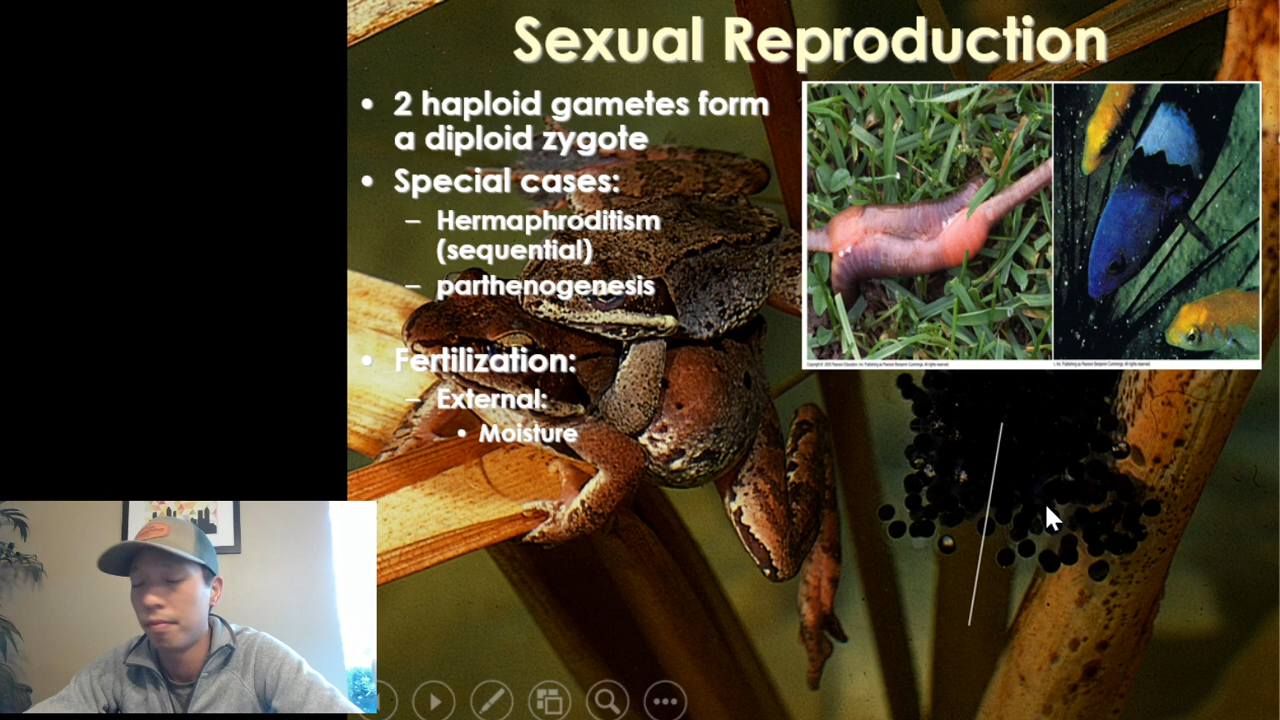 Sexual Reproduction
• 2 haploid gametes form
a diploid zygote
• Special cases:
– Hermaphroditism
(sequential)
– parthenogenesis
• Fertilization:
– External:
• Moisture